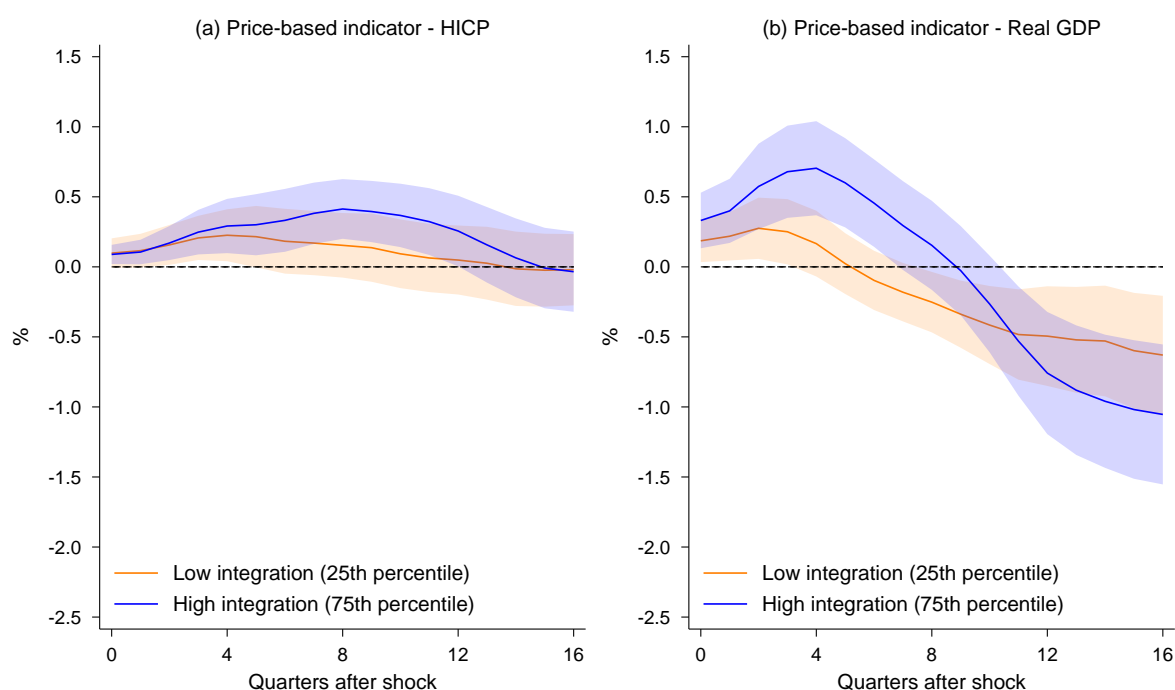 (a) Price-based indicator - HICP
1.5
1.0
0.5
0.0
-0.5
-1.0
-1.5
-2.0
-2.5
%
Low integration (25th percentile)
High integration (75th percentile)
0 4 8 12 16
Quarters after shock
(b) Price-based indicator - Real GDP
1.5
1.0
0.5
0.0
-0.5
-1.0
-1.5
-2.0
-2.5
%
Low integration (25th percentile)
High integration (75th percentile)
0 4 8 12 16
Quarters after shock